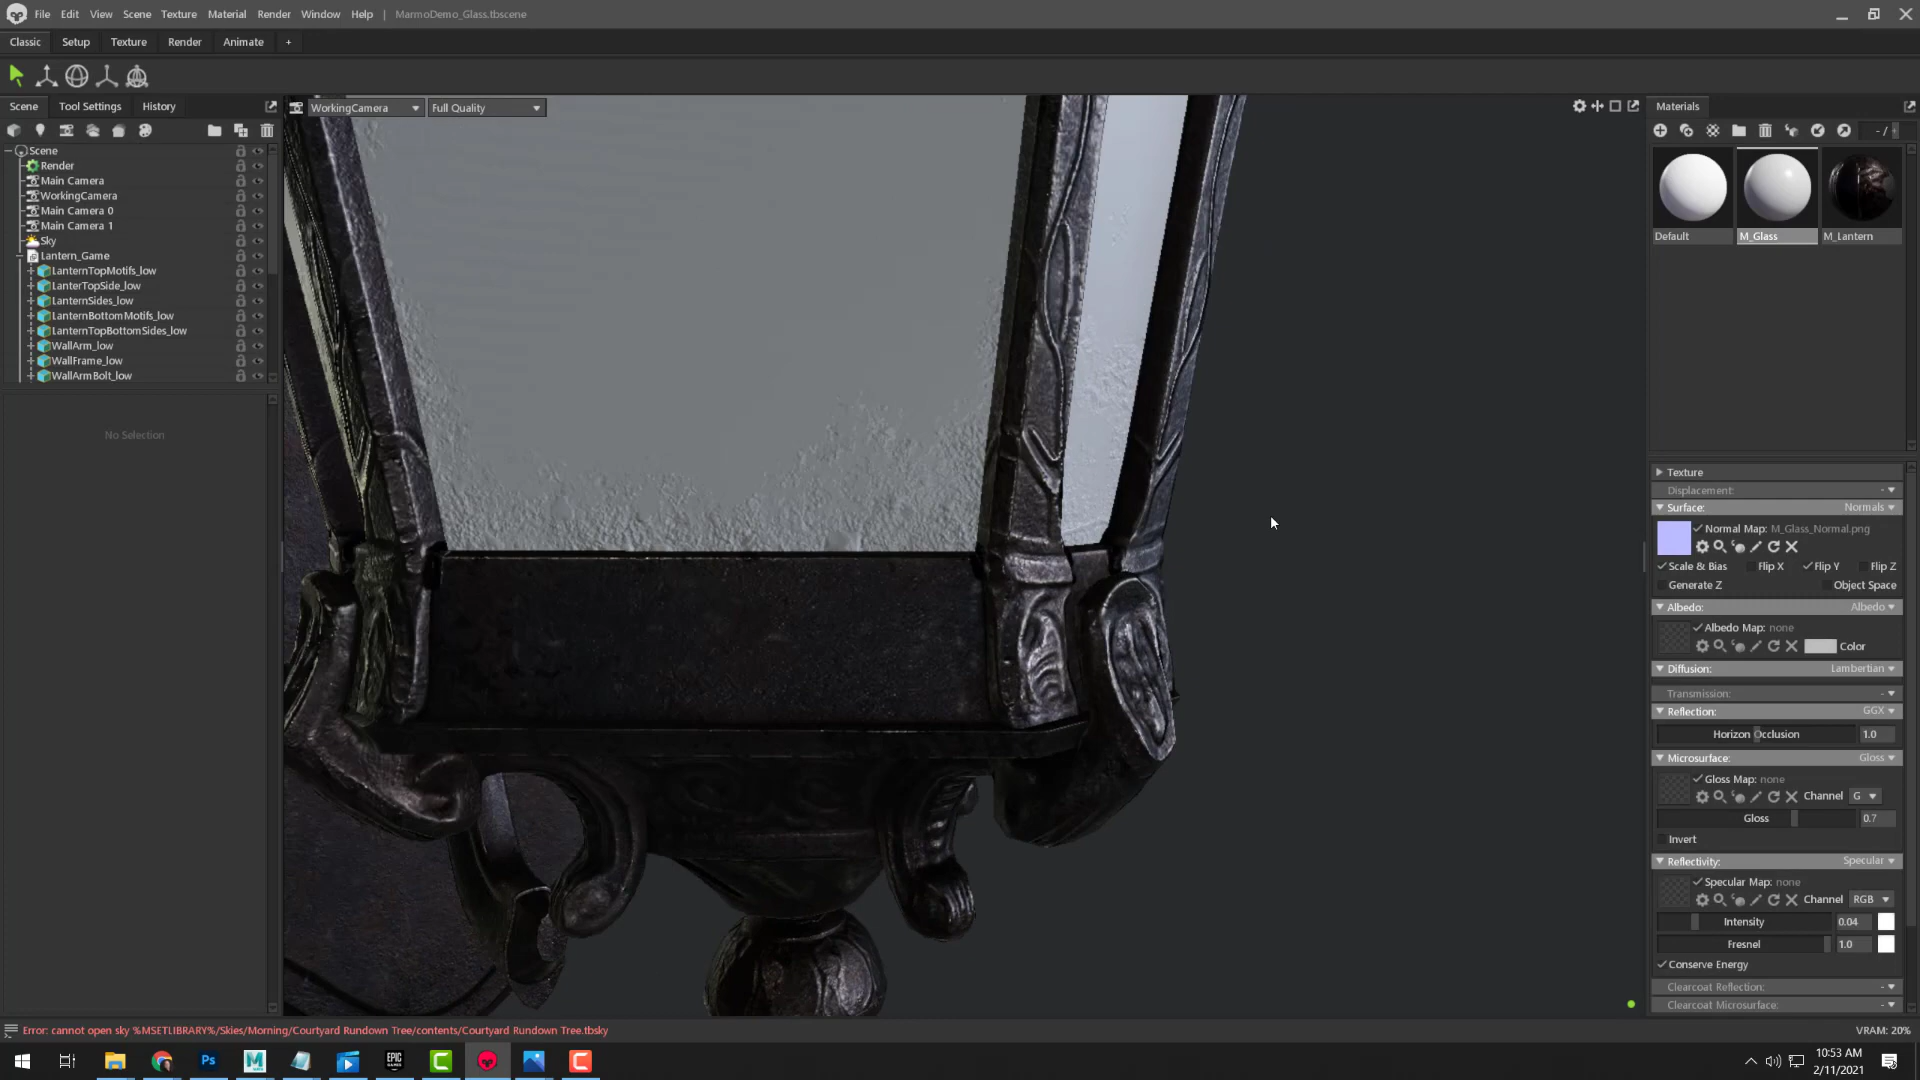 File Edit View Scene Texture Material Render Window Help MarmoDemo_Glass.tbscene
Classic Setup Texture Render Animate +
Scene Tool Settings History
WorkingCamera Full Quality
Materials
- /
Scene
Render
Main Camera
WorkingCamera
Main Camera 0
Main Camera 1
Sky
Lantern_Game
LanternTopMotifs_low
LanterTopSide_low
LanternSides_low
LanternBottomMotifs_low
LanternTopBottomSides_low
WallArm_low
WallFrame_low
WallArmBolt_low
No Selection
Default M_Glass M_Lantern
Texture
Displacement: -
Surface: Normals
Normal Map: M_Glass_Normal.png
Scale & Bias Flip X Flip Y Flip Z
Generate Z Object Space
Albedo: Albedo
Albedo Map: none
Color
Diffusion: Lambertian
Transmission: -
Reflection: GGX
Horizon Occlusion 1.0
Microsurface: Gloss
Gloss Map: none
Channel G
Gloss 0.7
Invert
Reflectivity: Specular
Specular Map: none
Channel RGB
Intensity 0.04
Fresnel 1.0
Conserve Energy
Clearcoat Reflection: -
Clearcoat Microsurface: -
Error: cannot open sky %MSETLIBRARY%/Skies/Morning/Courtyard Rundown Tree/contents/Courtyard Rundown Tree.tbsky
VRAM: 20%
Ps M EPIC GAMES C C
10:53 AM
2/11/2021